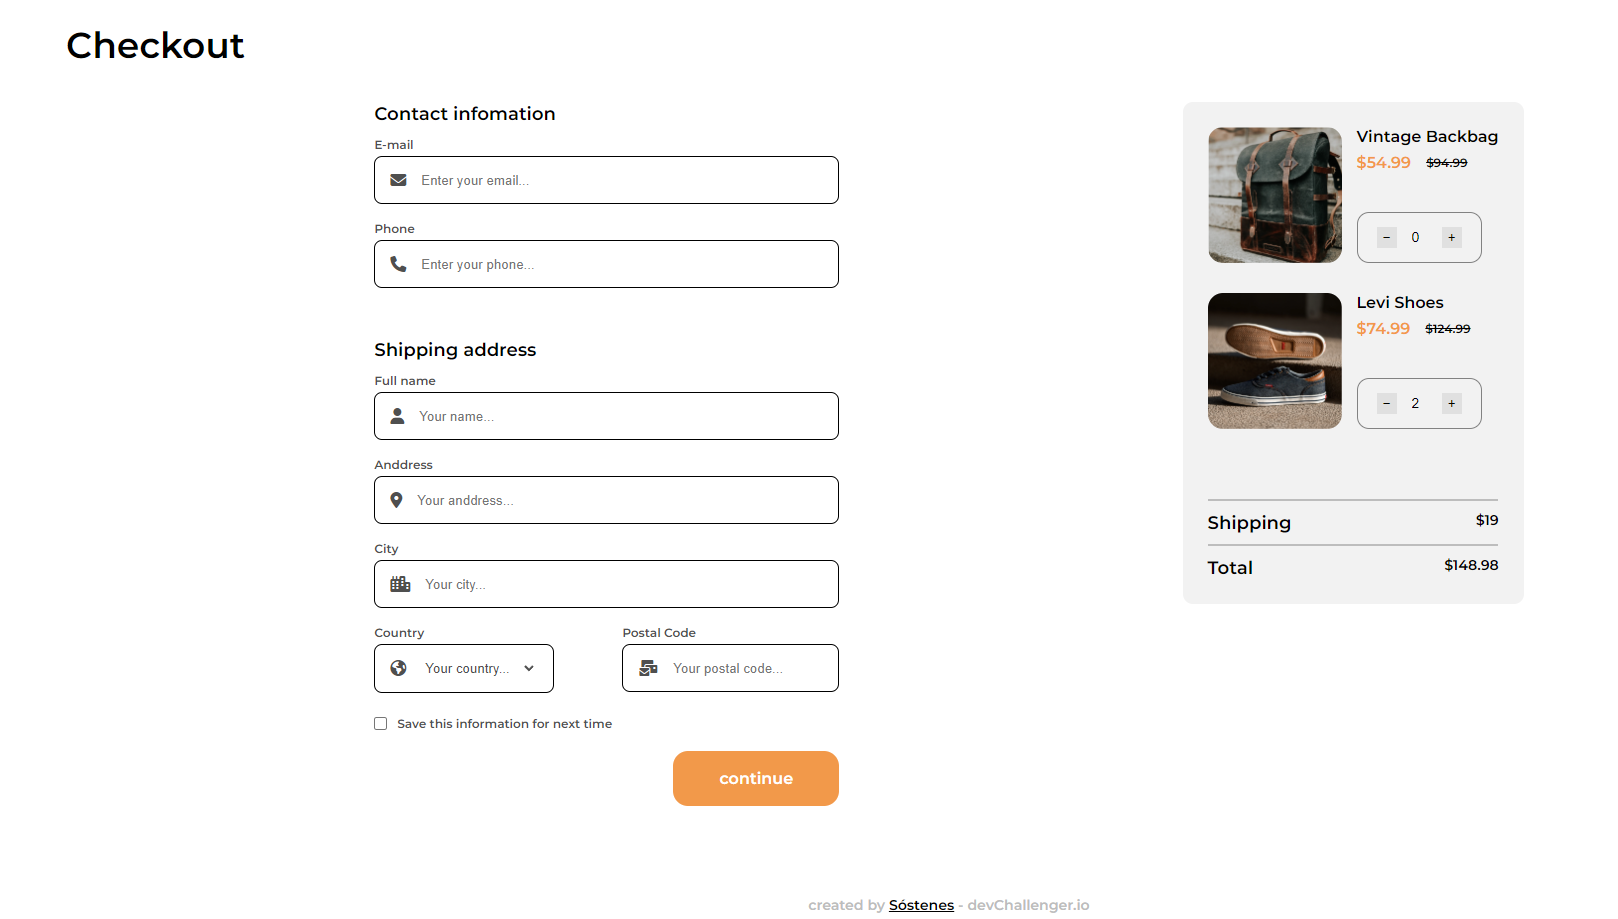 Checkout
Contact infomation
E-mail
Enter your email...
Phone
Enter your phone...
Shipping address
Full name
Your name...
Anddress
Your anddress...
City
Your city...
Country
Postal Code
Your country...
Your postal code...
Save this information for next time
continue
Vintage Backbag
$54.99 $94.99
− 0 +
Levi Shoes
$74.99 $124.99
− 2 +
Shipping $19
Total $148.98
created by Sóstenes - devChallenger.io